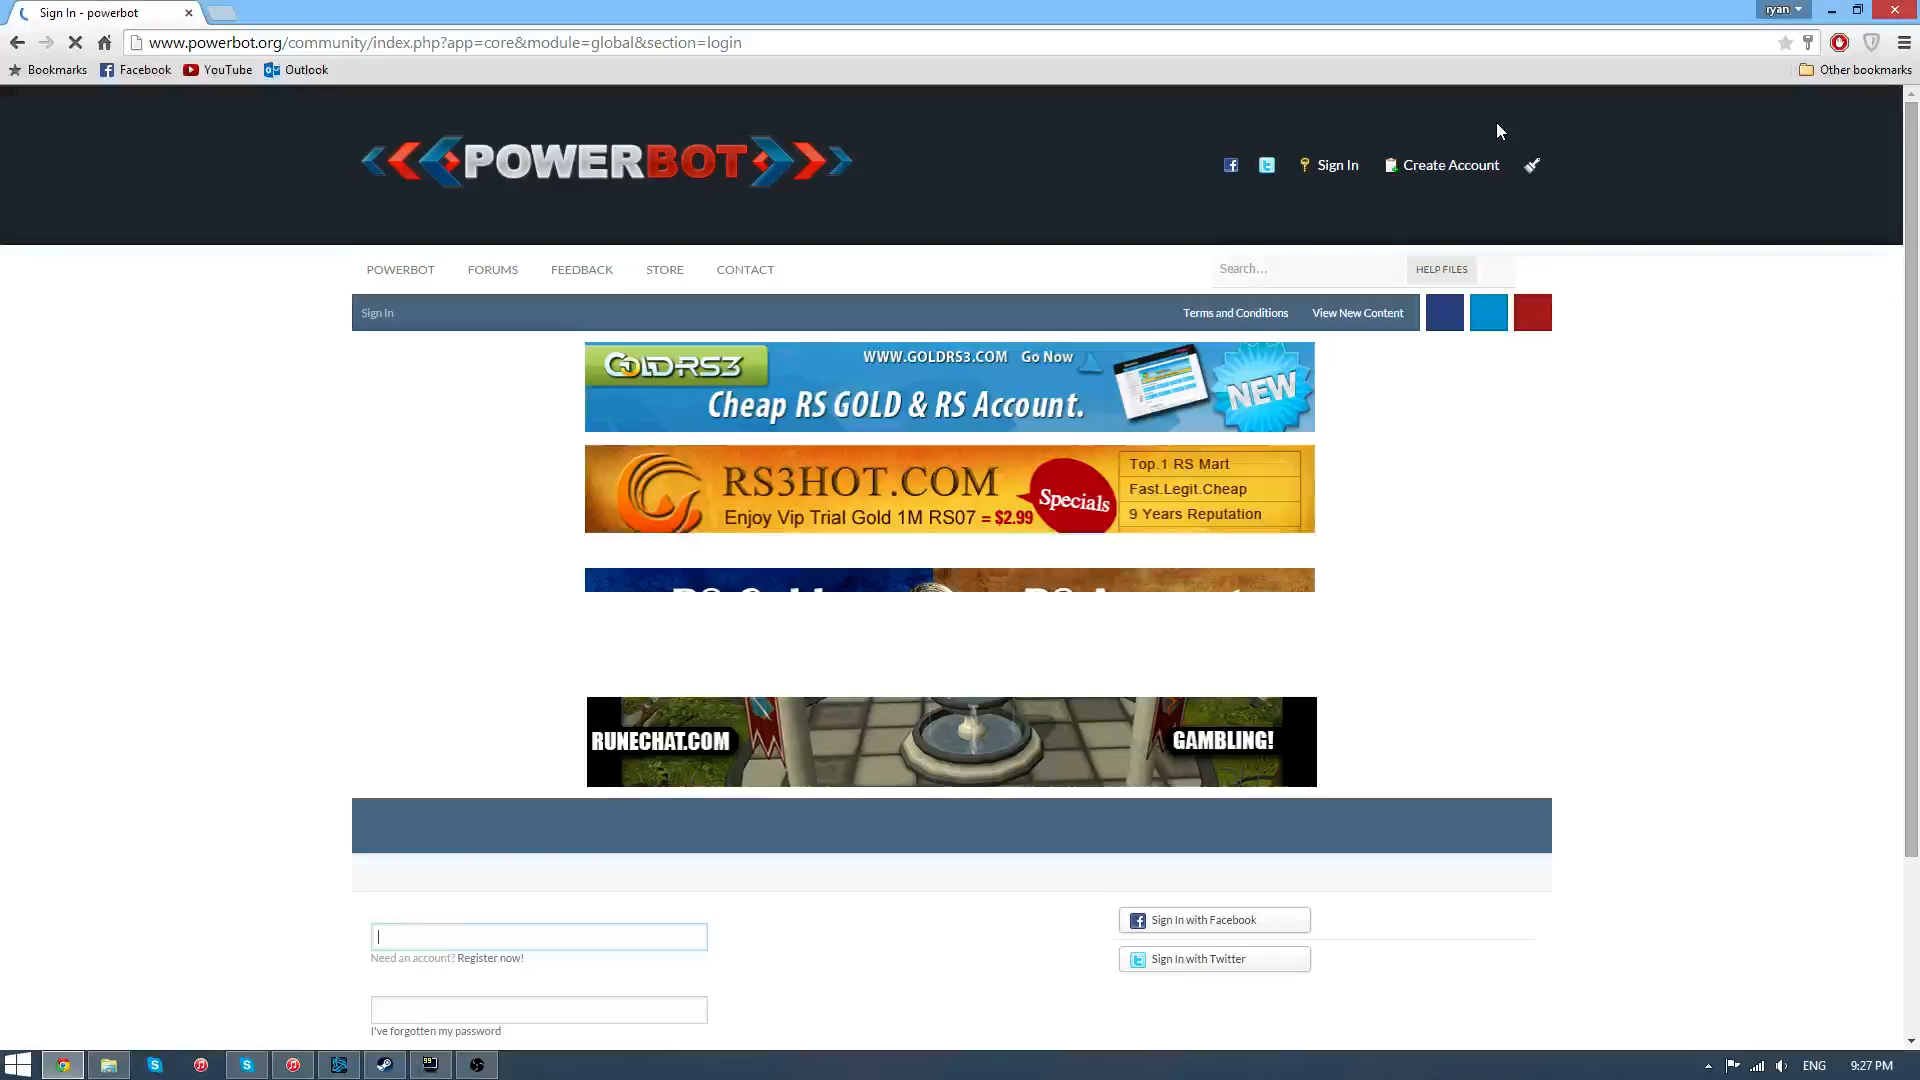 Sign In - powerbot
ryan
www.powerbot.org/community/index.php?app=core&module=global&section=login
Bookmarks
Facebook
YouTube
Outlook
Other bookmarks
POWERBOT
Sign In
Create Account
POWERBOT
FORUMS
FEEDBACK
STORE
CONTACT
Search...
HELP FILES
Sign In
Terms and Conditions
View New Content
GOLDRS3
WWW.GOLDRS3.COM Go Now
Cheap RS GOLD & RS Account.
NEW
RS3HOT.COM
Enjoy Vip Trial Gold 1M RS07 = $2.99
Specials
Top.1 RS Mart
Fast.Legit.Cheap
9 Years Reputation
RUNECHAT.COM
GAMBLING!
Sign In with Facebook
Need an account? Register now!
Sign In with Twitter
I've forgotten my password
ENG
9:27 PM